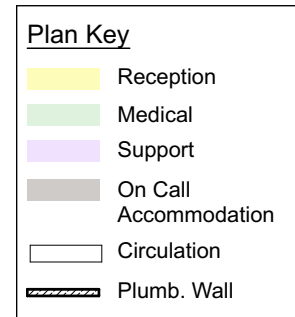 Plan Key
Reception
Medical
Support
On Call
Accommodation
Circulation
Plumb. Wall